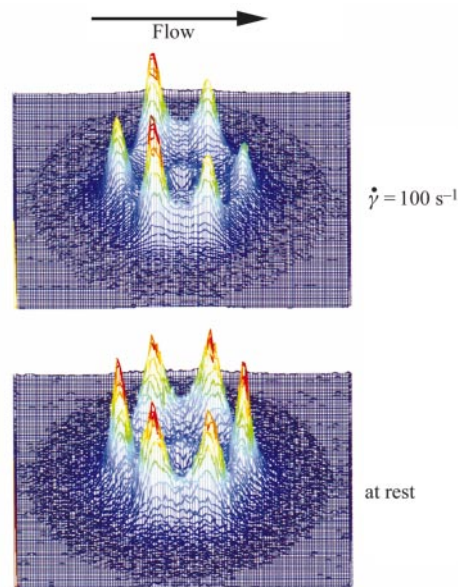 Flow
γ̇ = 100 s⁻¹
at rest